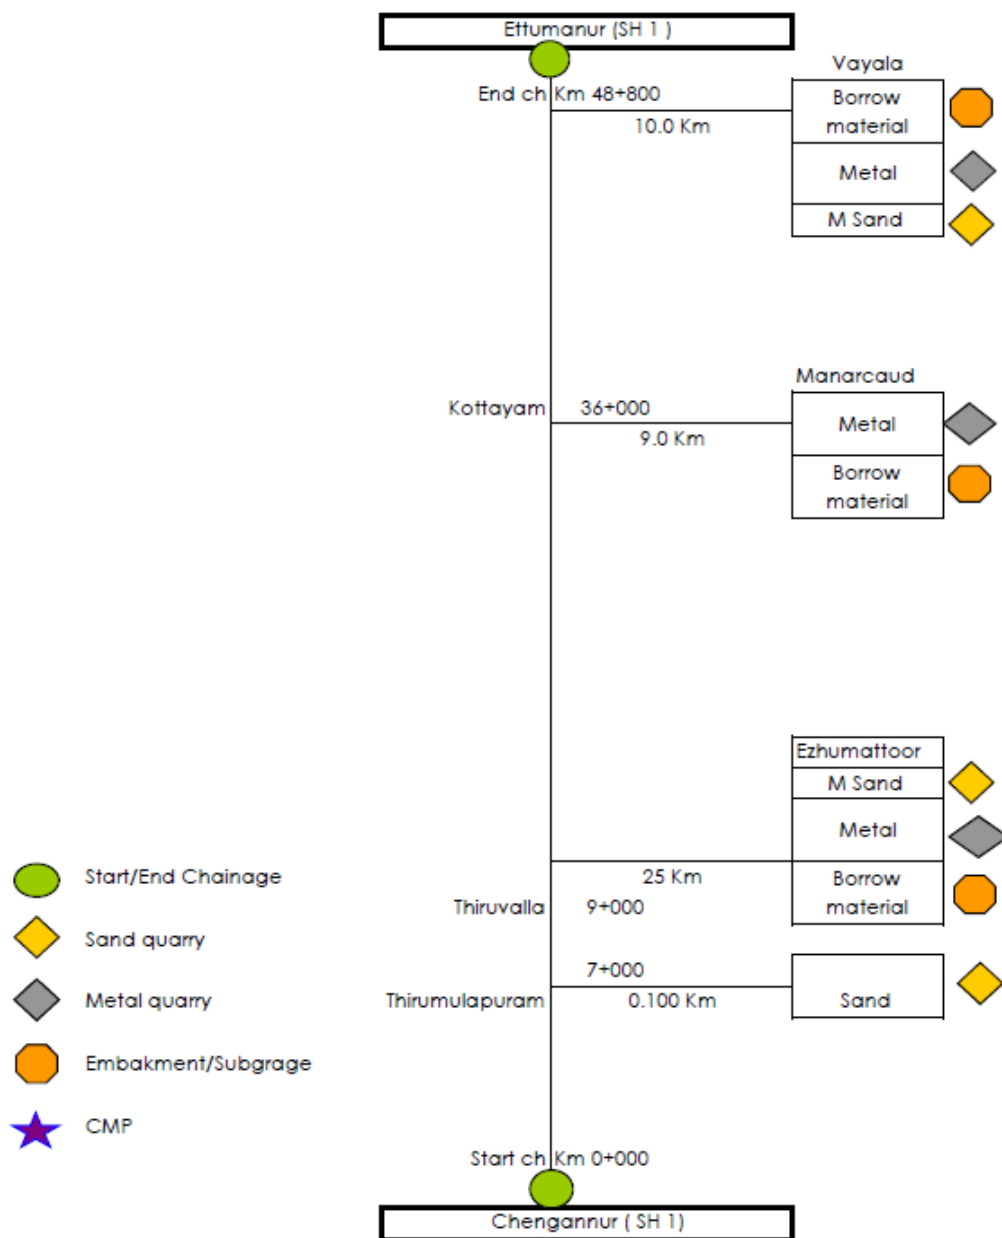 Ettumanur (SH 1 )
Vayala
End ch Km 48+800
10.0 Km
Borrow
material
Metal
M Sand
Manarcaud
Kottayam
36+000
9.0 Km
Metal
Borrow
material
Ezhumattoor
M Sand
Metal
25 Km
Borrow
material
Thiruvalla
9+000
7+000
Thirumulapuram
0.100 Km
Sand
Start/End Chainage
Sand quarry
Metal quarry
Embakment/Subgrage
CMP
Start ch Km 0+000
Chengannur ( SH 1)